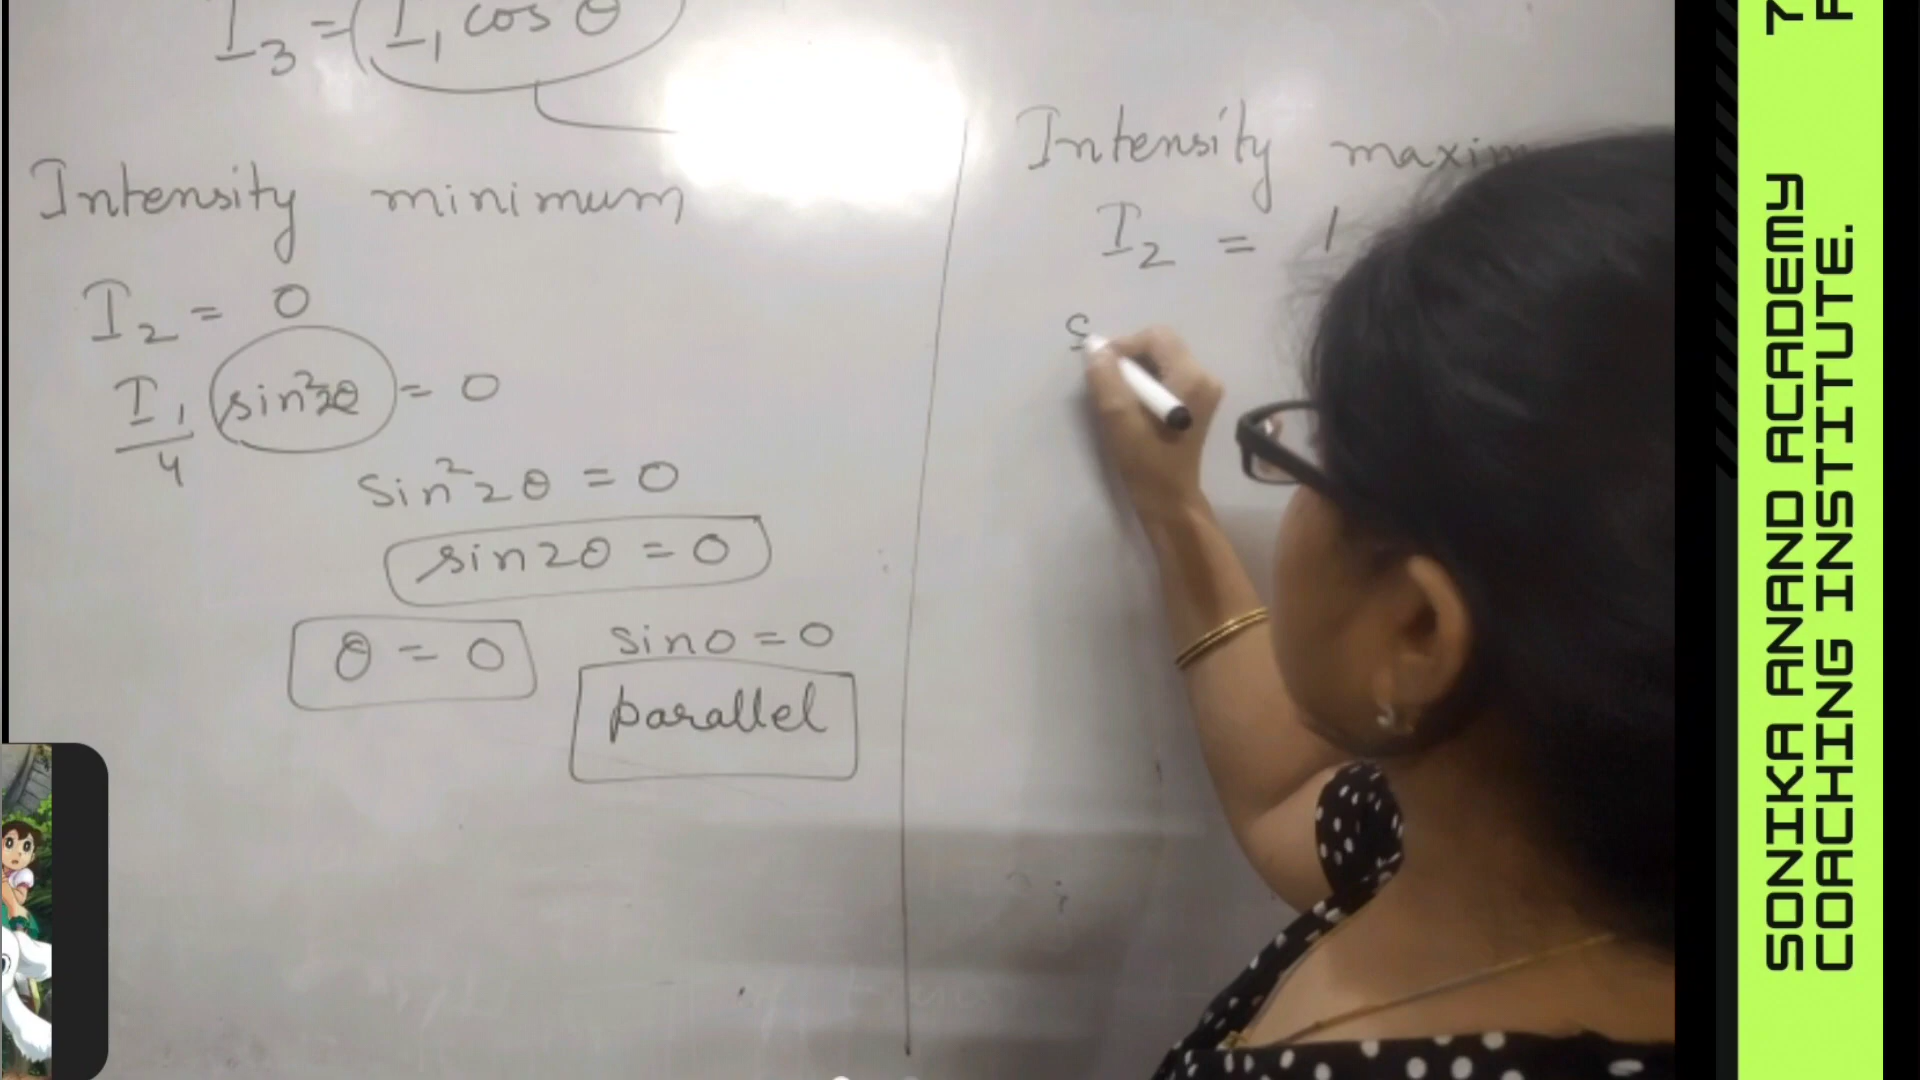 I₃ = I₁ cos θ
Intensity minimum
I₂ = 0
I₁/4 sin²2θ = 0
sin²2θ = 0
sin2θ = 0
θ = 0
sin0 = 0
parallel
Intensity
I₂ =
SONIKA ANAND ACADEMY
COACHING INSTITUTE.